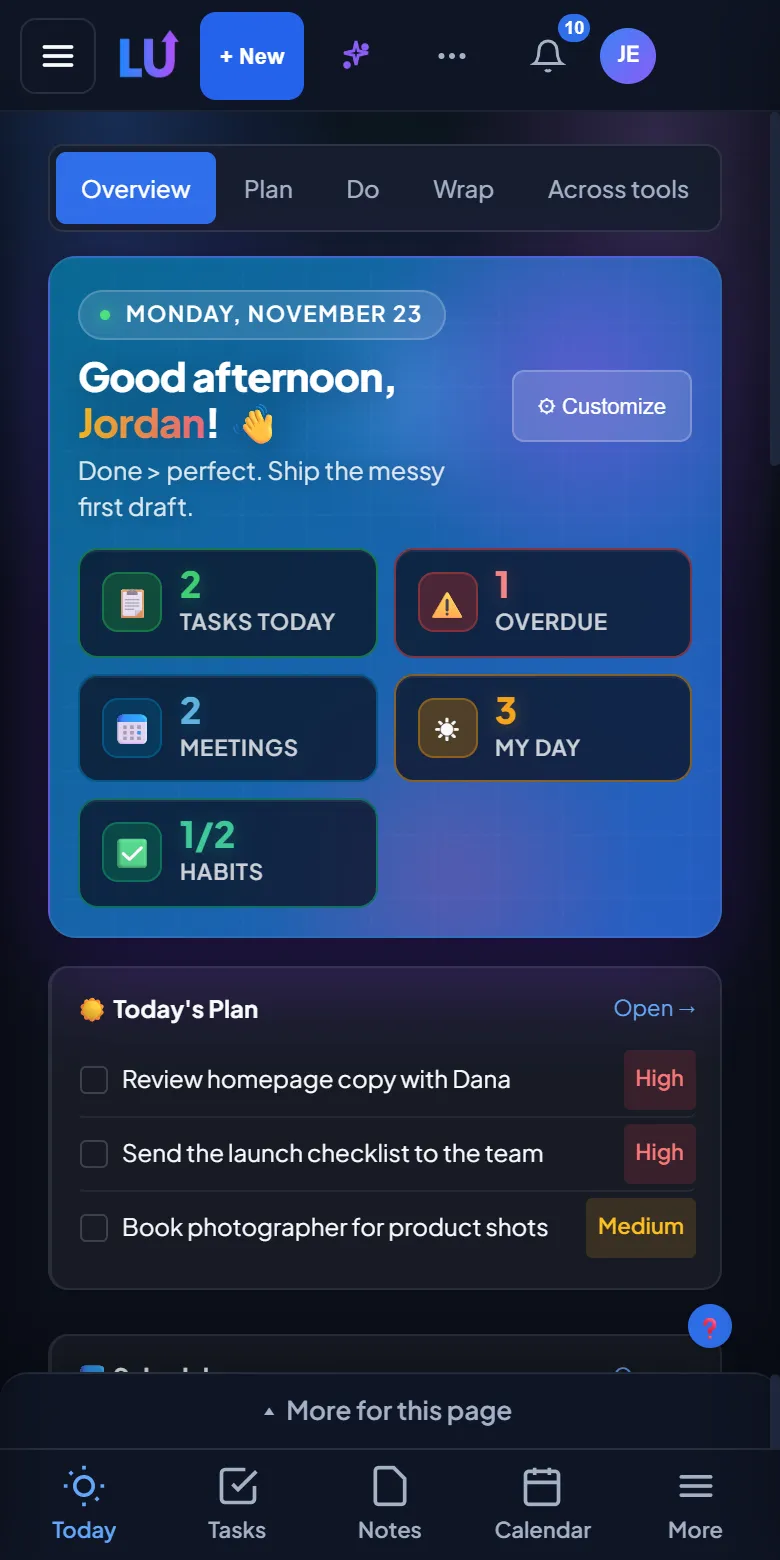 LU
+ New
10
JE
Overview Plan Do Wrap Across tools
MONDAY, NOVEMBER 23
Good afternoon,
Jordan!
Customize
Done > perfect. Ship the messy
first draft.
2
TASKS TODAY
1
OVERDUE
2
MEETINGS
3
MY DAY
1/2
HABITS
Today's Plan
Open →
Review homepage copy with Dana
High
Send the launch checklist to the team
High
Book photographer for product shots
Medium
?
More for this page
Today Tasks Notes Calendar More